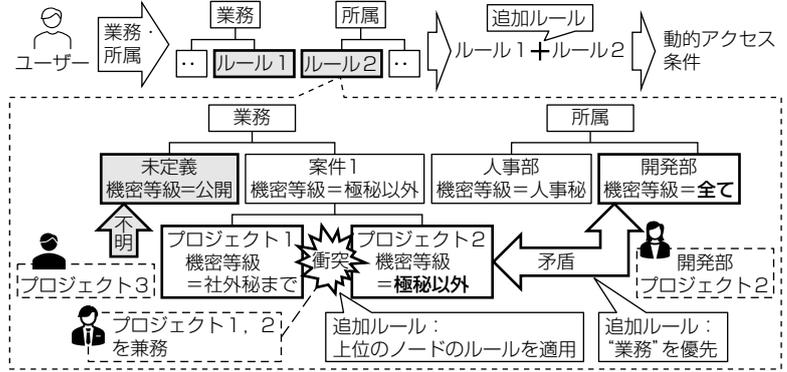 業務
所属
追加ルール
ユーザー
業務・
所属
‥
ルール1
ルール2
‥
ルール1＋ルール2
動的アクセス
条件
業務
所属
未定義
機密等級＝公開
案件1
機密等級＝極秘以外
人事部
機密等級＝人事秘
開発部
機密等級＝全て
不明
プロジェクト1
機密等級
＝社外秘まで
衝突
プロジェクト2
機密等級
＝極秘以外
矛盾
プロジェクト3
開発部
プロジェクト2
プロジェクト1，2
を兼務
追加ルール：
上位のノードのルールを適用
追加ルール：
“業務”を優先